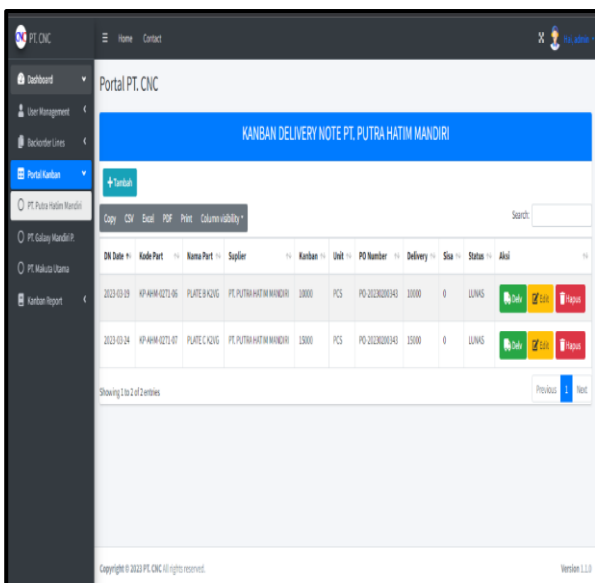 PT. CNC
Home Contact
Hai, admin
Dashboard
User Management
Backorder Lines
Portal Kanban
PT. Putra Hatim Mandiri
PT. Galaxy Mandiri P.
PT. Makuta Utama
Kanban Report
Portal PT. CNC
KANBAN DELIVERY NOTE PT. PUTRA HATIM MANDIRI
+ Tambah
Copy CSV Excel PDF Print Column visibility
Search:
DN Date Kode Part Nama Part Suplier Kanban Unit PO Number Delivery Sisa Status Aksi
2023-03-19 KP-AHM-0271-06 PLATE B K2VG PT. PUTRA HATIM MANDIRI 10000 PCS PO-20230200343 10000 0 LUNAS Delv Edit Hapus
2023-03-24 KP-AHM-0271-07 PLATE C K2VG PT. PUTRA HATIM MANDIRI 15000 PCS PO-20230200343 15000 0 LUNAS Delv Edit Hapus
Showing 1 to 2 of 2 entries
Previous 1 Next
Copyright © 2023 PT. CNC All rights reserved.
Version 1.1.0